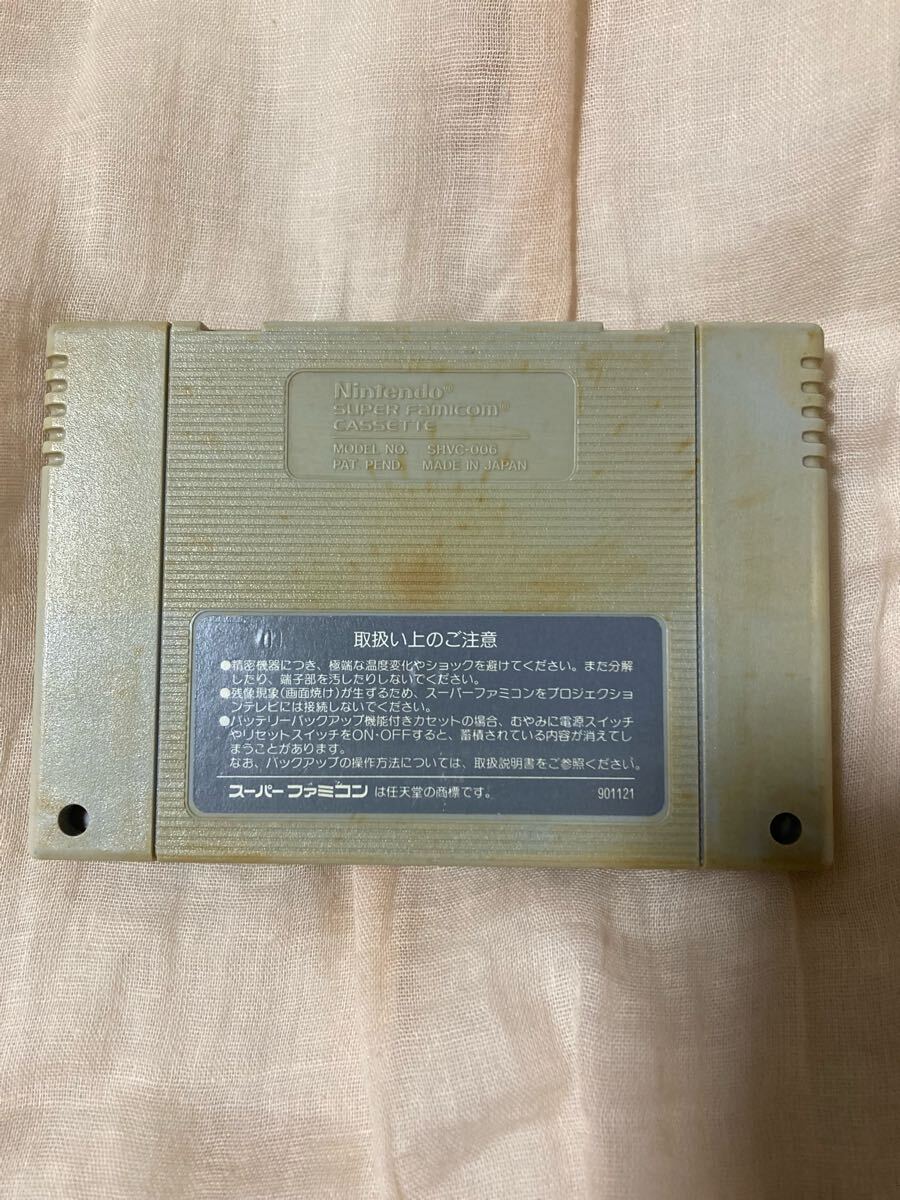 Nintendo®
SUPER FAMICOM®
CASSETTE
MODEL NO. SHVC-006
PAT. PEND. MADE IN JAPAN
取扱い上のご注意
●精密機器につき、極端な温度変化やショックを避けてください。また分解
したり、端子部を汚したりしないでください。
●残像現象(画面焼け)が生ずるため、スーパーファミコンをプロジェクショ
ンテレビには接続しないでください。
●バッテリーバックアップ機能付きカセットの場合、むやみに電源スイッチ
やリセットスイッチをON・OFFすると、蓄積されている内容が消えてし
まうことがあります。
なお、バックアップの操作方法については、取扱説明書をご参照ください。
スーパーファミコンは任天堂の商標です。 901121